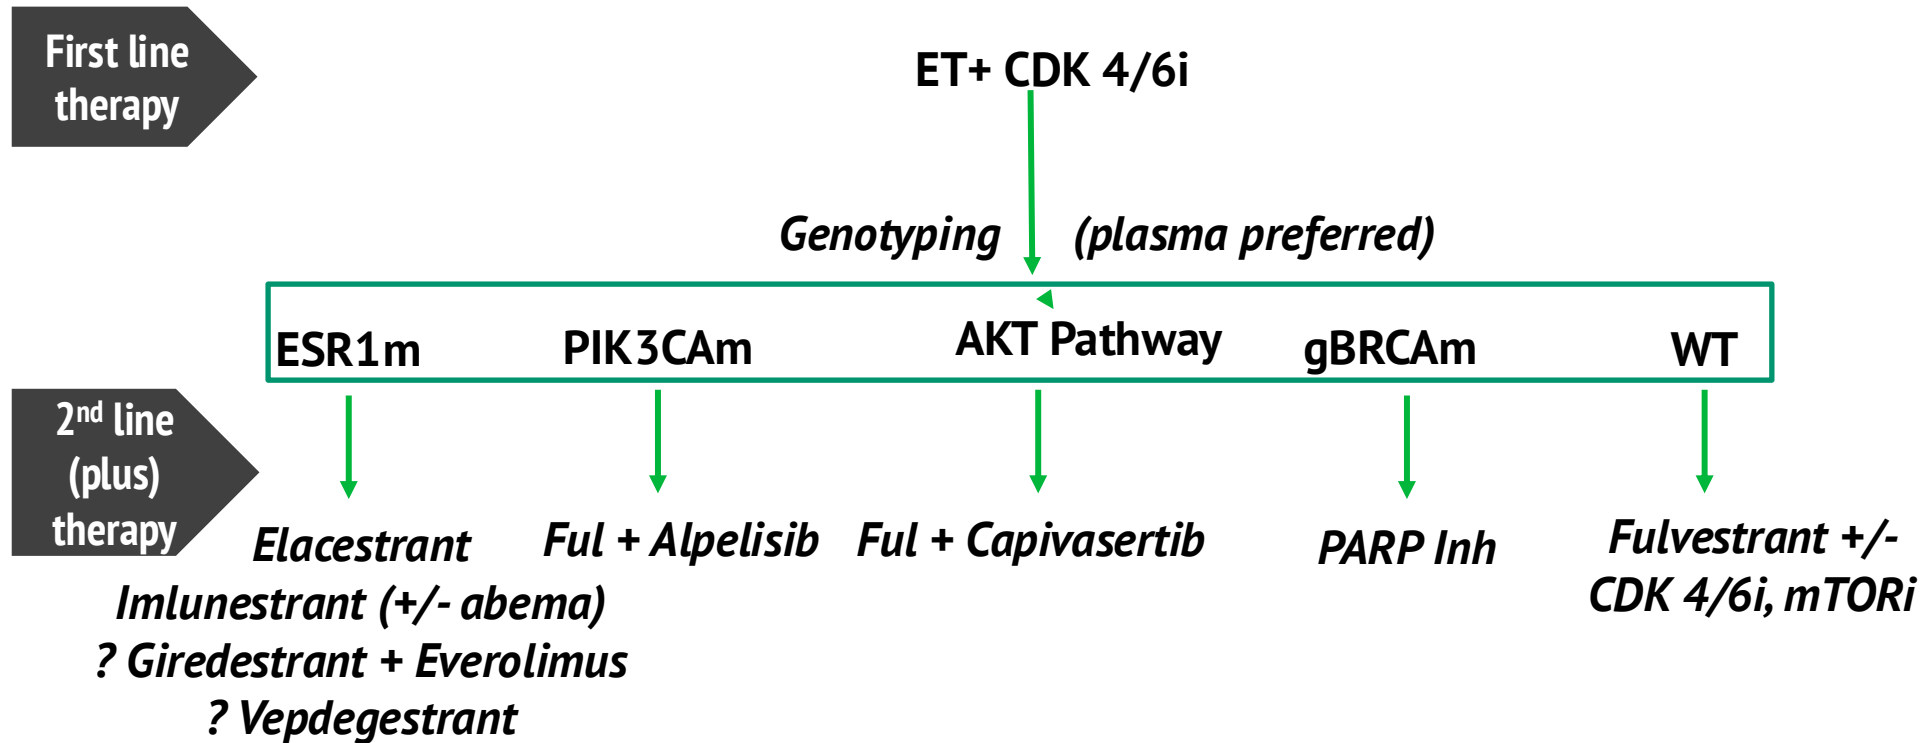 First line
therapy
ET+ CDK 4/6i
Genotyping (plasma preferred)
ESR1m PIK3CAm AKT Pathway gBRCAm WT
2nd line
(plus)
therapy
Elacestrant
Imlunestrant (+/- abema)
? Giredestrant + Everolimus
? Vepdegestrant
Ful + Alpelisib
Ful + Capivasertib
PARP Inh
Fulvestrant +/-
CDK 4/6i, mTORi